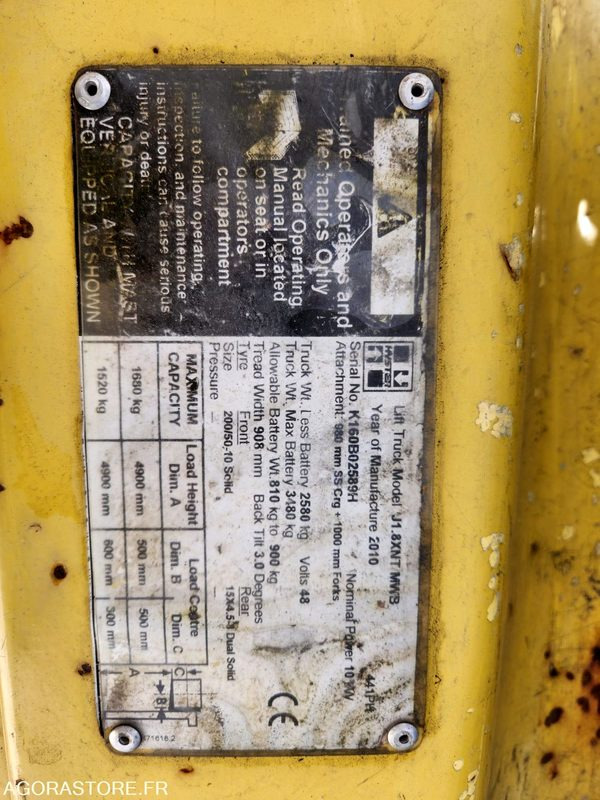 Operators and
Mechanics Only
Read Operating
Manual located
on seat or in
operators
compartment
to follow operating,
inspection, and maintenance
instructions can cause serious
injury or death
CAPACITY WITH MAST
VERTICAL AND
EQUIPPED AS SHOWN
HYSTER
Lift Truck Model J1.8XNT MWB
Year of Manufacture 2010 Nominal Power 10 kW
Serial No. K160B02589H
Attachment: 980 mm SS Crg + 1000 mm Forks
Truck Wt. Less Battery 2580 kg Volts 48
Truck Wt. Max Battery 3480 kg
Allowable Battery Wt. 810 kg to 900 kg
Tread Width 908 mm Back Tilt 3.0 Degrees
Tyre - Front Rear
Size 200/50-10 Solid Dual Solid
Pressure -
CE
MAXIMUM CAPACITY Load Height Dim. A Load Centre Dim. B Dim. C
1680 kg 4900 mm 500 mm 500 mm
1520 kg 4900 mm 600 mm 300 mm
A B C
AGORASTORE.FR